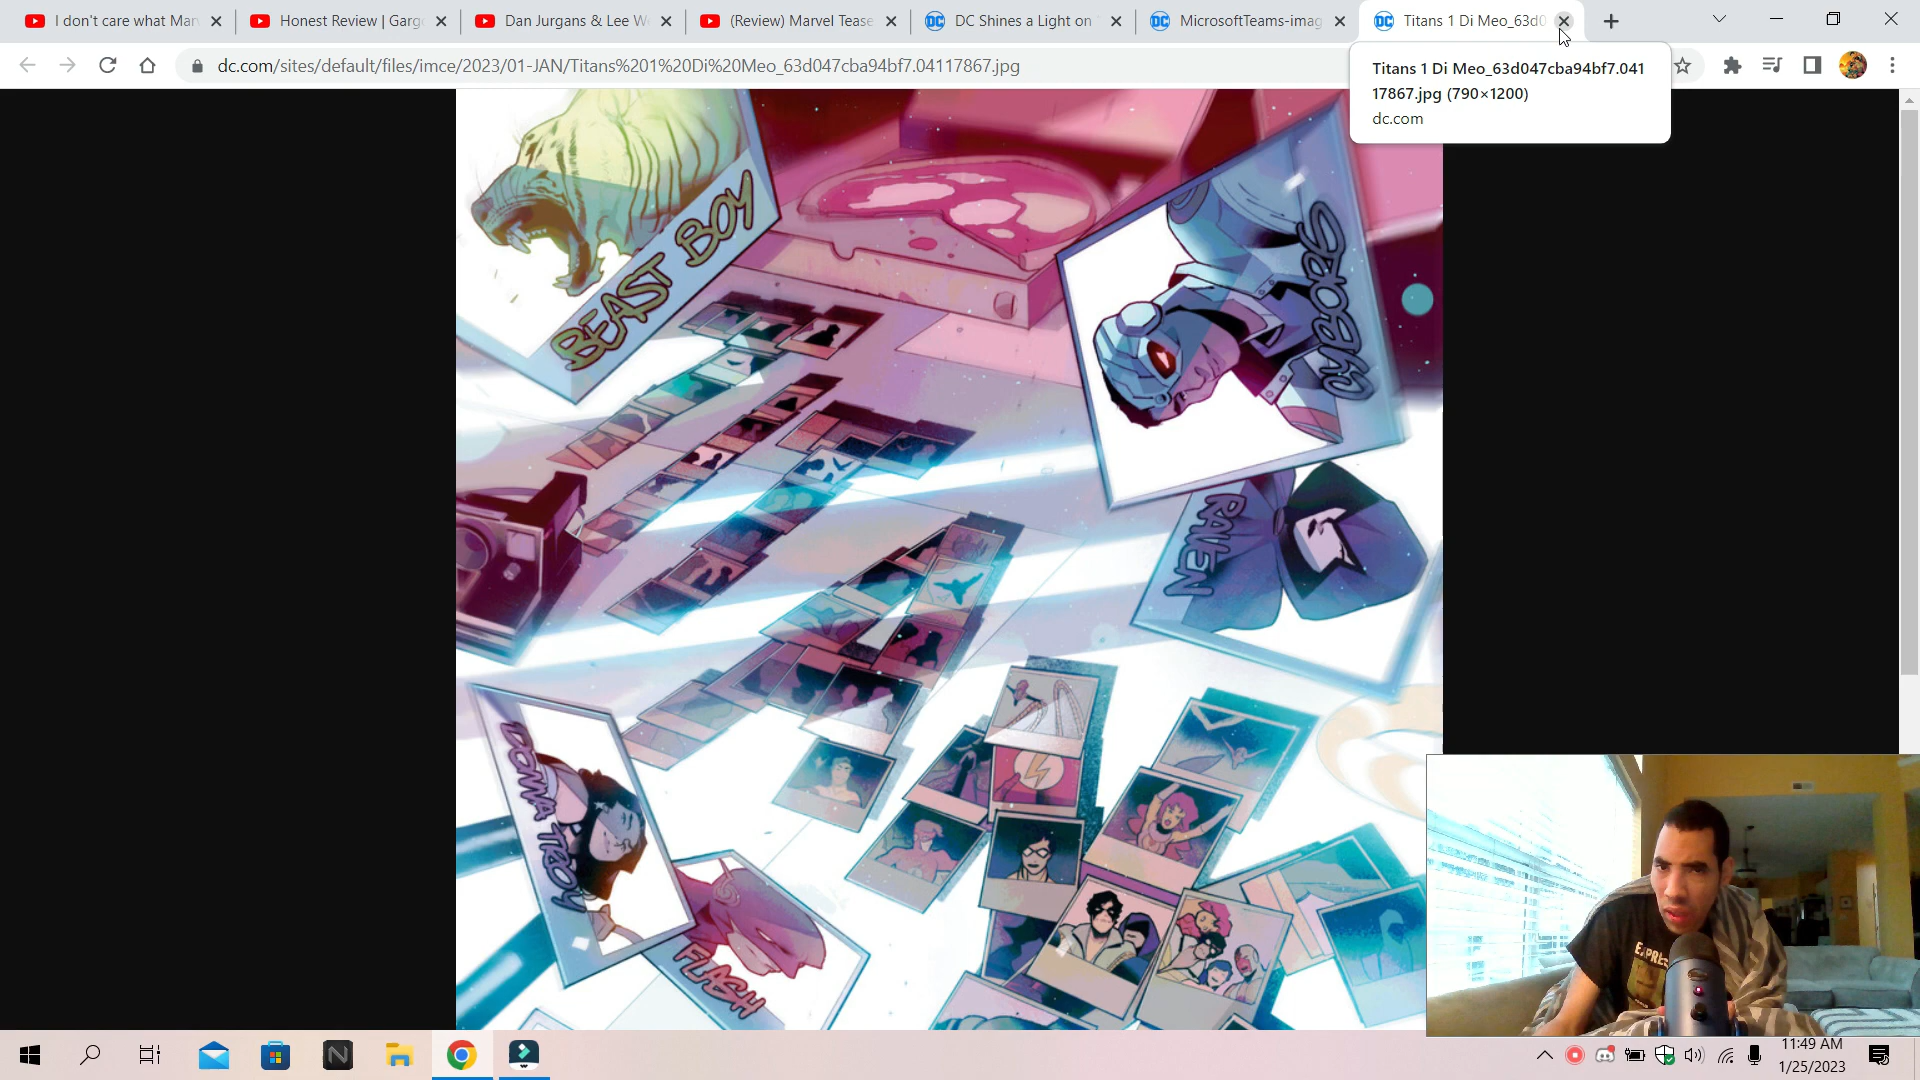 I don't care what Mar
Honest Review | Garg
Dan Jurgans & Lee W
(Review) Marvel Tease
DC Shines a Light on
MicrosoftTeams-imag
Titans 1 Di Meo_63d0
dc.com/sites/default/files/imce/2023/01-JAN/Titans%201%20Di%20Meo_63d047cba94bf7.04117867.jpg
Titans 1 Di Meo_63d047cba94bf7.041
17867.jpg (790×1200)
dc.com
BEAST BOY
CYBORG
RAVEN
DONNA TROY
FLASH
EXPRE
11:49 AM
1/25/2023